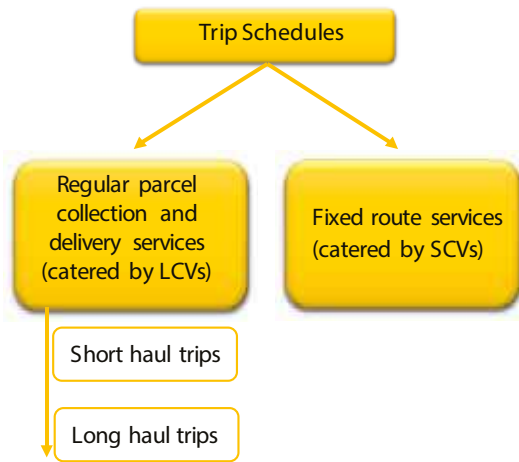 Trip Schedules
Regular parcel
collection and
delivery services
(catered by LCVs)
Fixed route services
(catered by SCVs)
Short haul trips
Long haul trips